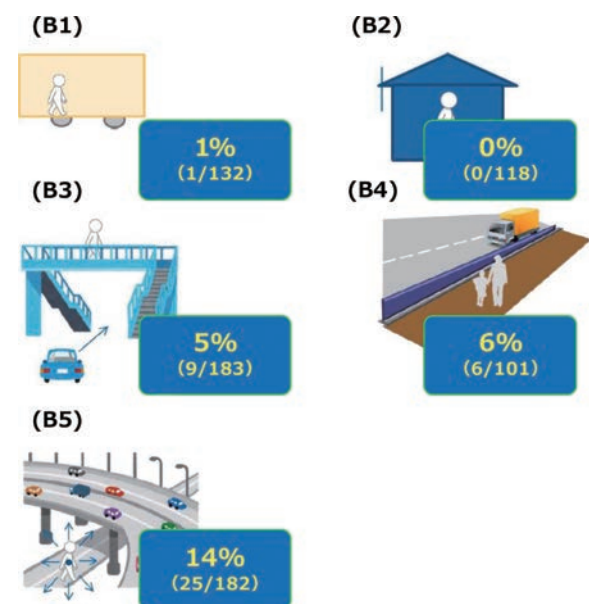 (B1)
1%
(1/132)
(B2)
0%
(0/118)
(B3)
5%
(9/183)
(B4)
6%
(6/101)
(B5)
14%
(25/182)